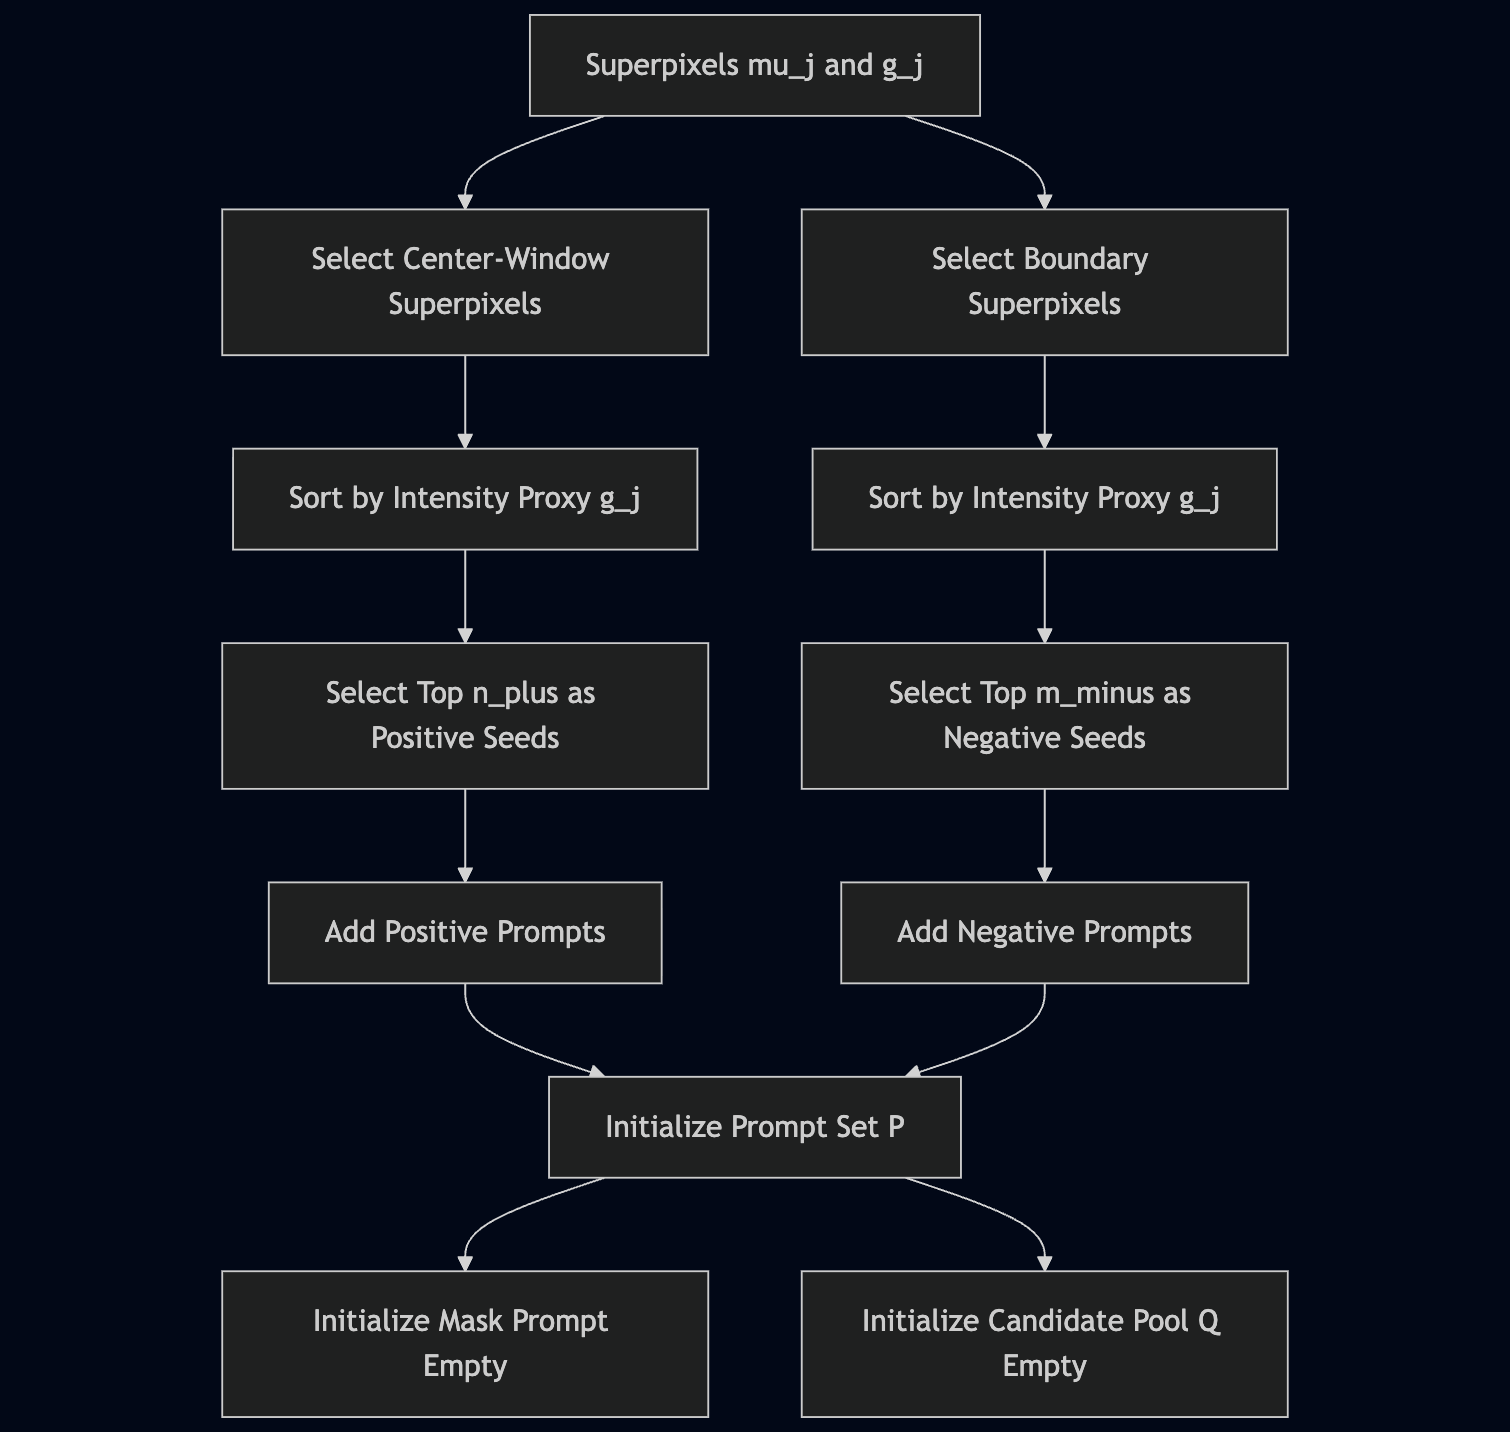 Superpixels mu_j and g_j
Select Center-Window
Superpixels
Select Boundary
Superpixels
Sort by Intensity Proxy g_j
Sort by Intensity Proxy g_j
Select Top n_plus as
Positive Seeds
Select Top m_minus as
Negative Seeds
Add Positive Prompts
Add Negative Prompts
Initialize Prompt Set P
Initialize Mask Prompt
Empty
Initialize Candidate Pool Q
Empty